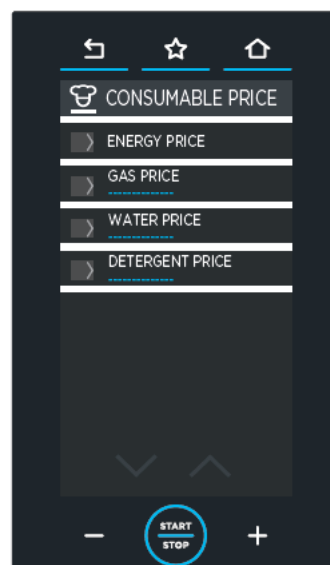 CONSUMABLE PRICE
ENERGY PRICE
GAS PRICE
-------------
WATER PRICE
-------------
DETERGENT PRICE
-------------
START
STOP